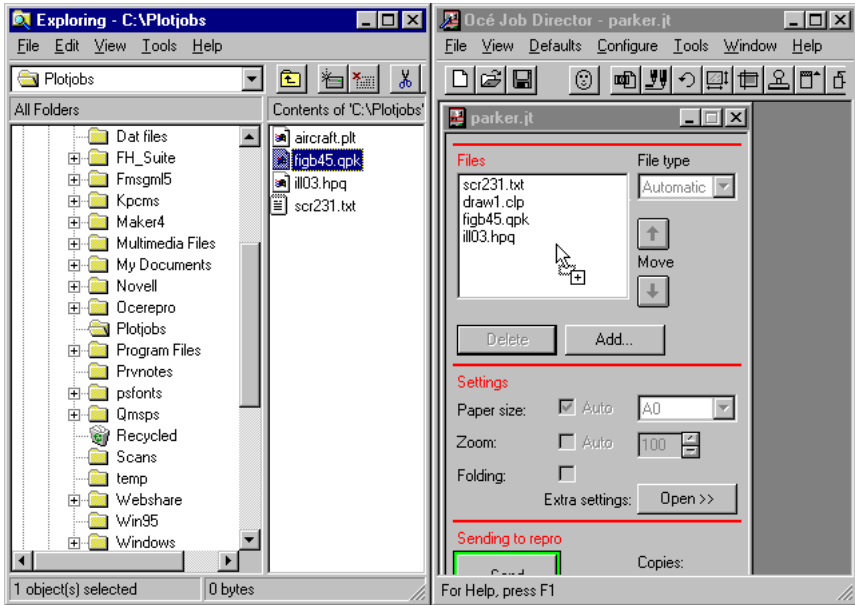 Exploring - C:\Plotjobs
File Edit View Tools Help
Plotjobs
All Folders
Contents of 'C:\Plotjobs'
Dat files
FH_Suite
Fmsgml5
Kpcms
Maker4
Multimedia Files
My Documents
Novell
Ocerepro
Plotjobs
Program Files
Prvnotes
psfonts
Qmsps
Recycled
Scans
temp
Webshare
Win95
Windows
aircraft.plt
figb45.qpk
ill03.hpq
scr231.txt
1 object(s) selected
0 bytes
Océ Job Director - parker.jt
File View Defaults Configure Tools Window Help
parker.jt
Files
File type
scr231.txt
draw1.clp
figb45.qpk
ill03.hpq
Automatic
Move
Delete
Add...
Settings
Paper size: Auto A0
Zoom: Auto 100
Folding:
Extra settings: Open >>
Sending to repro
Send
Copies:
For Help, press F1